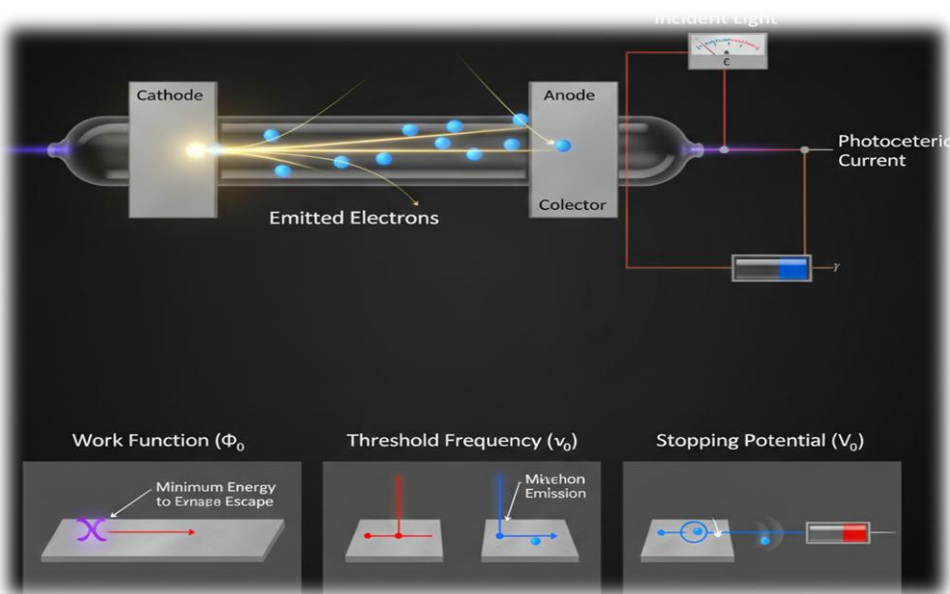 Incident Light
Cathode
Anode
Є
Photoceteric
Current
Colector
Emitted Electrons
γ
Work Function (Φ₀
Threshold Frequency (ν₀)
Stopping Potential (V₀)
Minimum Energy
to Exnage Escape
Emission